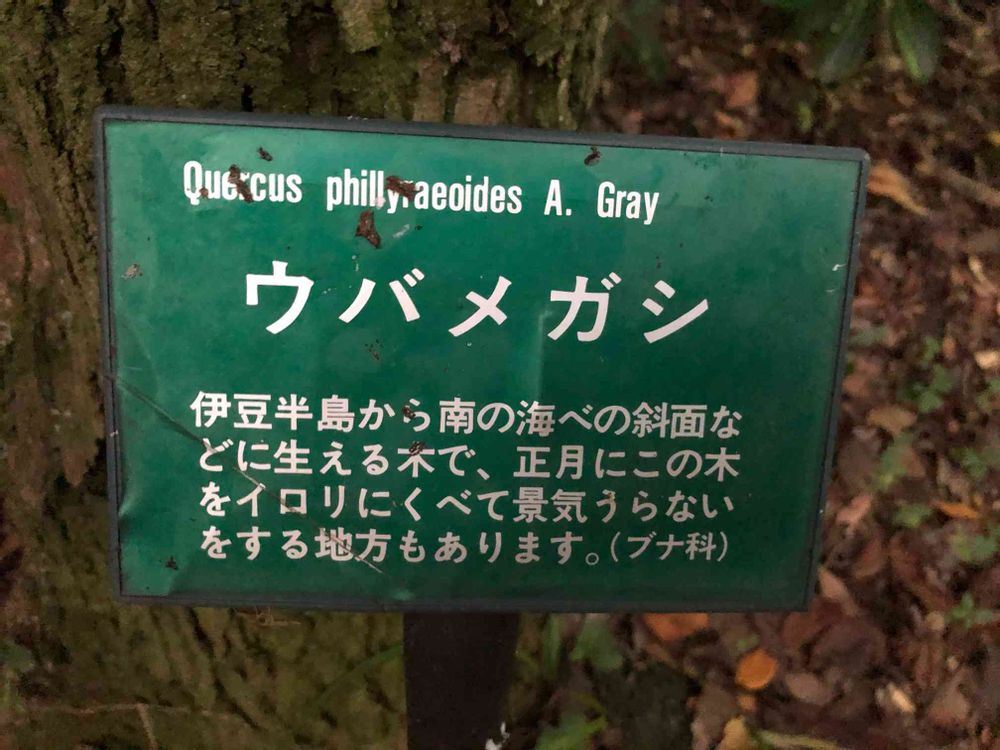 Quercus phillyraeoides A. Gray
ウバメガシ
伊豆半島から南の海べの斜面な
どに生える木で、正月にこの木
をイロリにくべて景気うらない
をする地方もあります。(ブナ科)